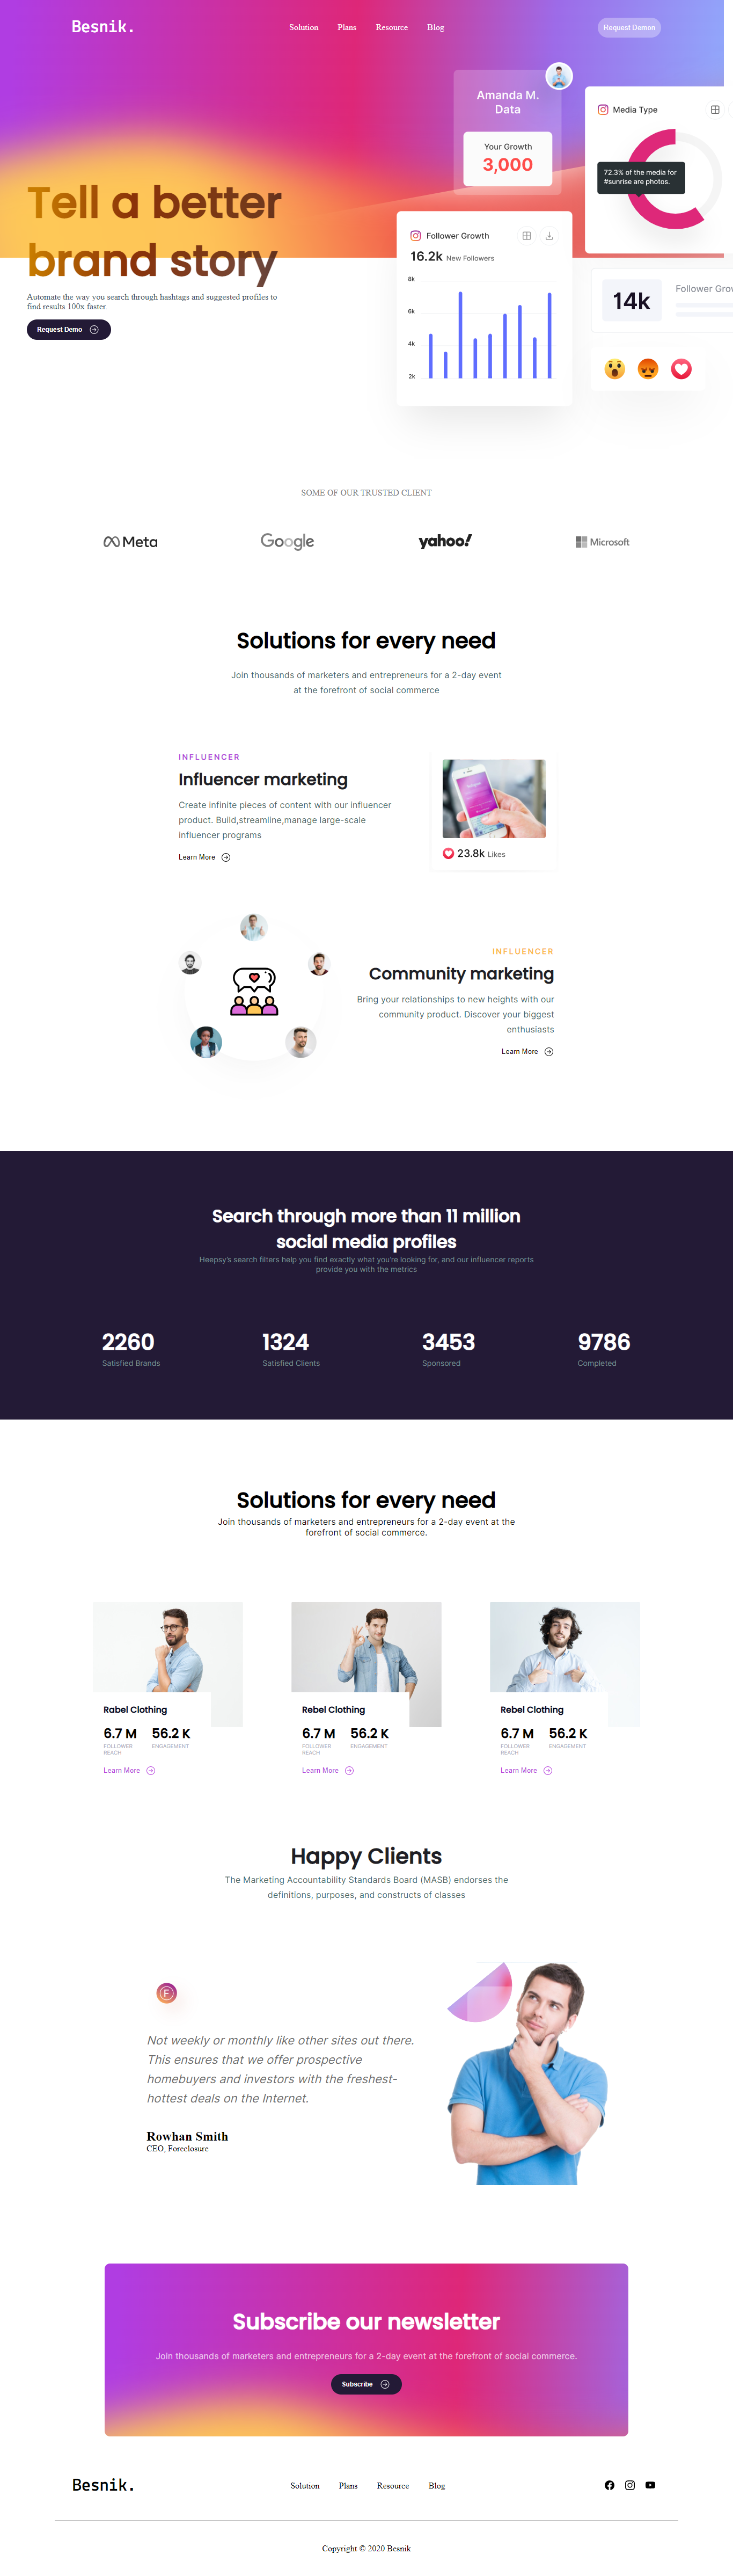 Besnik.
Solution
Plans
Resource
Blog
Request Demon
Amanda M.
Data
Your Growth
3,000
Media Type
72.3% of the media for
#sunrise are photos.
Tell a better
brand story
Automate the way you search through hashtags and suggested profiles to
find results 100x faster.
Request Demo
Follower Growth
16.2k New Followers
8k
6k
4k
2k
14k
Follower Grow
SOME OF OUR TRUSTED CLIENT
Meta
Google
yahoo!
Microsoft
Solutions for every need
Join thousands of marketers and entrepreneurs for a 2-day event
at the forefront of social commerce
INFLUENCER
Influencer marketing
Create infinite pieces of content with our influencer
product. Build,streamline,manage large-scale
influencer programs
Learn More
23.8k Likes
INFLUENCER
Community marketing
Bring your relationships to new heights with our
community product. Discover your biggest
enthusiasts
Learn More
Search through more than 11 million
social media profiles
Heepsy's search filters help you find exactly what you're looking for, and our influencer reports
provide you with the metrics
2260
Satisfied Brands
1324
Satisfied Clients
3453
Sponsored
9786
Completed
Solutions for every need
Join thousands of marketers and entrepreneurs for a 2-day event at the
forefront of social commerce.
Rabel Clothing
6.7 M
FOLLOWER
REACH
56.2 K
ENGAGEMENT
Learn More
Rebel Clothing
6.7 M
FOLLOWER
REACH
56.2 K
ENGAGEMENT
Learn More
Rebel Clothing
6.7 M
FOLLOWER
REACH
56.2 K
ENGAGEMENT
Learn More
Happy Clients
The Marketing Accountability Standards Board (MASB) endorses the
definitions, purposes, and constructs of classes
F
Not weekly or monthly like other sites out there.
This ensures that we offer prospective
homebuyers and investors with the freshest-
hottest deals on the Internet.
Rowhan Smith
CEO, Foreclosure
Subscribe our newsletter
Join thousands of marketers and entrepreneurs for a 2-day event at the forefront of social commerce.
Subscribe
Besnik.
Solution
Plans
Resource
Blog
Copyright © 2020 Besnik